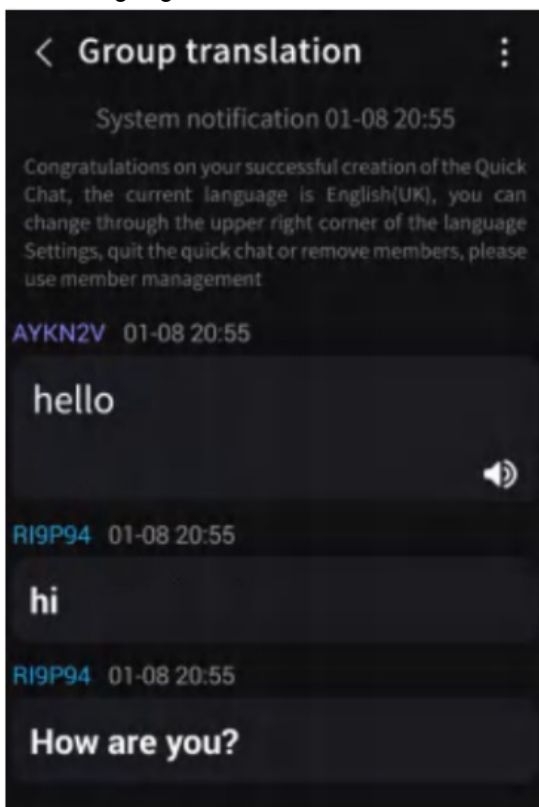 Group translation
System notification 01-08 20:55
Congratulations on your successful creation of the Quick
Chat, the current language is English(UK), you can
change through the upper right corner of the language
Settings, quit the quick chat or remove members, please
use member management
AYKN2V 01-08 20:55
hello
RI9P94 01-08 20:55
hi
RI9P94 01-08 20:55
How are you?